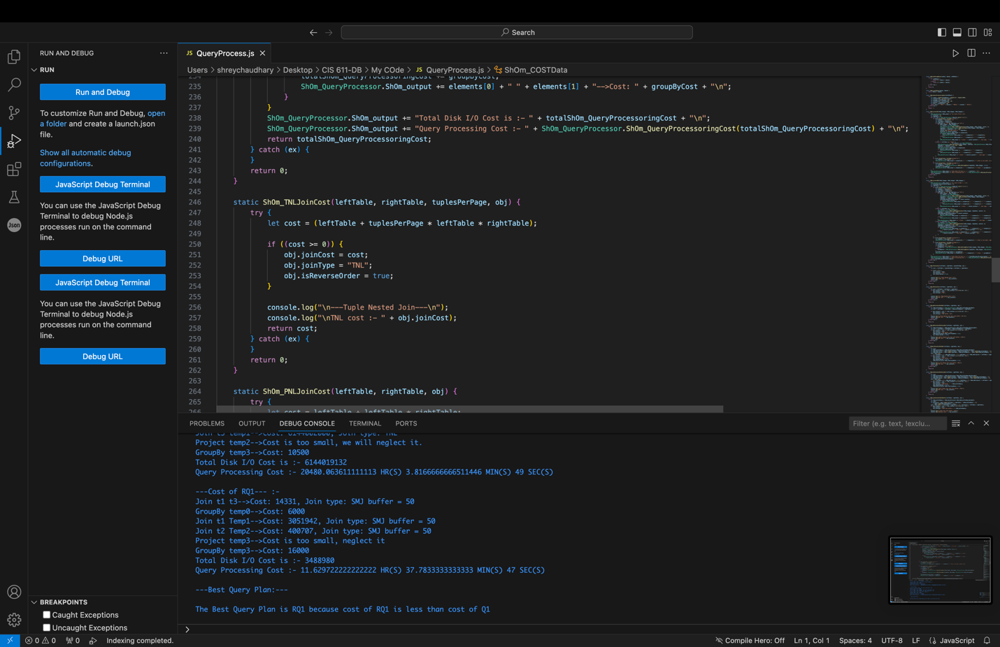 Search
RUN AND DEBUG
RUN
Run and Debug
To customize Run and Debug, open
a folder and create a launch.json
file.
Show all automatic debug
configurations.
JavaScript Debug Terminal
You can use the JavaScript Debug
Terminal to debug Node.js
processes run on the command
line.
Debug URL
JavaScript Debug Terminal
You can use the JavaScript Debug
Terminal to debug Node.js
processes run on the command
line.
Debug URL
Json
BREAKPOINTS
Caught Exceptions
Uncaught Exceptions
JS QueryProcess.js
Users > shreychaudhary > Desktop > CIS 611-DB > My COde > JS QueryProcess.js > ShOm_COSTData
234 totalShOm_QueryProcessoringCost += groupByCost;
235 ShOm_QueryProcessor.ShOm_output += elements[0] + " " + elements[1] + "-->Cost: " + groupByCost + "\n";
236 }
237 }
238 ShOm_QueryProcessor.ShOm_output += "Total Disk I/O Cost is :- " + totalShOm_QueryProcessoringCost + "\n";
239 ShOm_QueryProcessor.ShOm_output += "Query Processing Cost :- " + ShOm_QueryProcessor.ShOm_QueryProcessoringCost(totalShOm_QueryProcessoringCost) + "\n";
240 return totalShOm_QueryProcessoringCost;
241 } catch (ex) {
242 }
243 return 0;
244 }
245
246 static ShOm_TNLJoinCost(leftTable, rightTable, tuplesPerPage, obj) {
247 try {
248 let cost = (leftTable + tuplesPerPage * leftTable * rightTable);
249
250 if ((cost >= 0)) {
251 obj.joinCost = cost;
252 obj.joinType = "TNL";
253 obj.isReverseOrder = true;
254 }
255
256 console.log("\n---Tuple Nested Join---\n");
257 console.log("\nTNL cost :- " + obj.joinCost);
258 return cost;
259 } catch (ex) {
260 }
261 return 0;
262 }
263
264 static ShOm_PNLJoinCost(leftTable, rightTable, obj) {
265 try {
266 let cost = leftTable + leftTable * rightTable;
PROBLEMS OUTPUT DEBUG CONSOLE TERMINAL PORTS
Filter (e.g. text, !exclu...
Join t3 temp1-->Cost: 6144002000, Join type: TNL
Project temp2-->Cost is too small, we will neglect it.
GroupBy temp3-->Cost: 10500
Total Disk I/O Cost is :- 6144019132
Query Processing Cost :- 20480.063611111113 HR(S) 3.8166666666511446 MIN(S) 49 SEC(S)
---Cost of RQ1--- :-
Join t1 t3-->Cost: 14331, Join type: SMJ buffer = 50
GroupBy temp0-->Cost: 6000
Join t1 Temp1-->Cost: 3051942, Join type: SMJ buffer = 50
Join t2 Temp2-->Cost: 400707, Join type: SMJ buffer = 50
Project temp3-->Cost is too small, neglect it
GroupBy temp3-->Cost: 16000
Total Disk I/O Cost is :- 3488980
Query Processing Cost :- 11.629722222222222 HR(S) 37.7833333333333 MIN(S) 47 SEC(S)
---Best Query Plan:---
The Best Query Plan is RQ1 because cost of RQ1 is less than cost of Q1
0 0 0 Indexing completed.
Compile Hero: Off Ln 1, Col 1 Spaces: 4 UTF-8 LF JavaScript